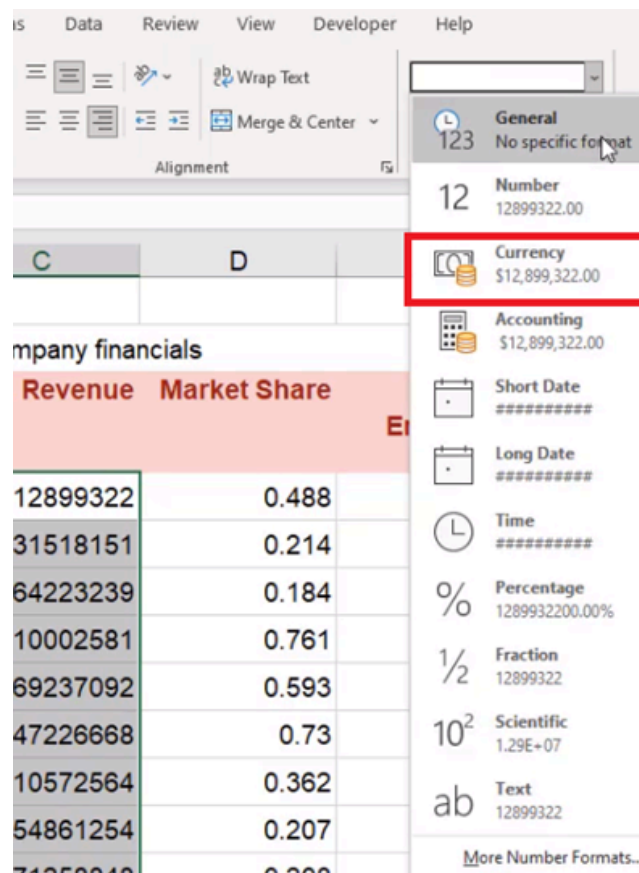 Data Review View Developer Help
ab Wrap Text
Merge & Center
Alignment
General
123 No specific format
12 Number
12899322.00
Currency
$12,899,322.00
Accounting
$12,899,322.00
Short Date
##########
Long Date
##########
Time
##########
% Percentage
1289932200.00%
½ Fraction
12899322
10² Scientific
1.29E+07
ab Text
12899322
More Number Formats..
C D
mpany financials
Revenue Market Share
12899322 0.488
31518151 0.214
64223239 0.184
10002581 0.761
69237092 0.593
47226668 0.73
10572564 0.362
54861254 0.207